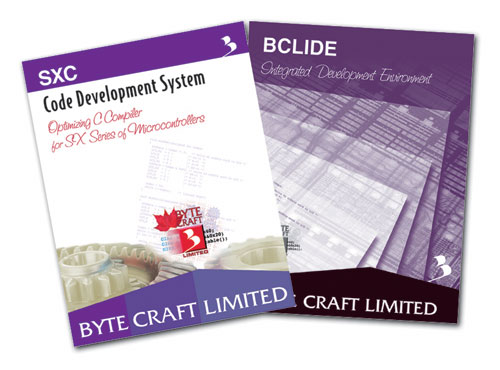 SXC
Code Development System
Optimizing C Compiler
for SX Series of Microcontrollers
BYTE
CRAFT
LIMITED
BYTE CRAFT LIMITED
BCLIDE
Integrated Development Environment
CRAFT LIMITED